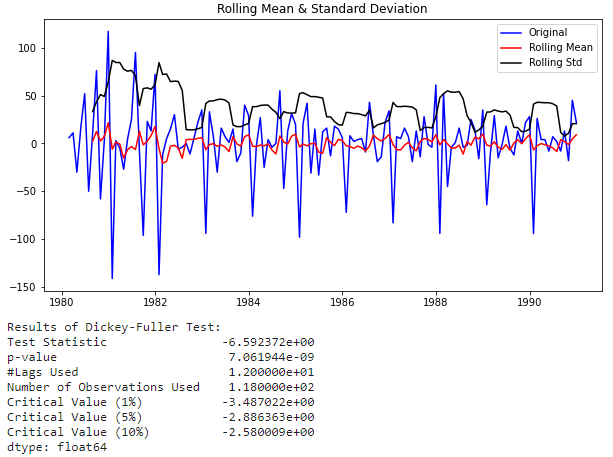 Rolling Mean & Standard Deviation
Original
Rolling Mean
Rolling Std
100
50
0
−50
−100
−150
1980
1982
1984
1986
1988
1990
Results of Dickey-Fuller Test:
Test Statistic -6.592372e+00
p-value 7.061944e-09
#Lags Used 1.200000e+01
Number of Observations Used 1.180000e+02
Critical Value (1%) -3.487022e+00
Critical Value (5%) -2.886363e+00
Critical Value (10%) -2.580009e+00
dtype: float64